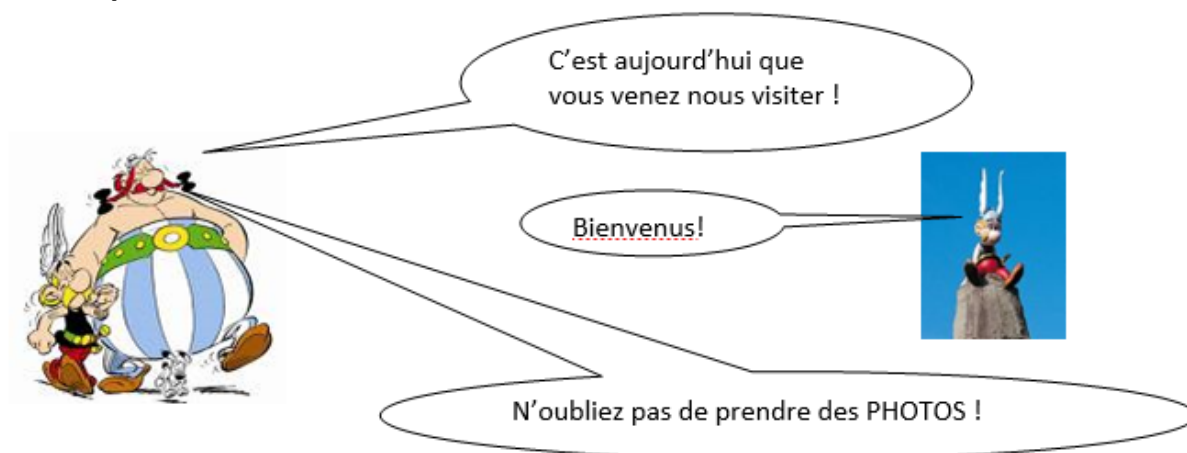 C’est aujourd’hui que
vous venez nous visiter !
Bienvenus!
N’oubliez pas de prendre des PHOTOS !